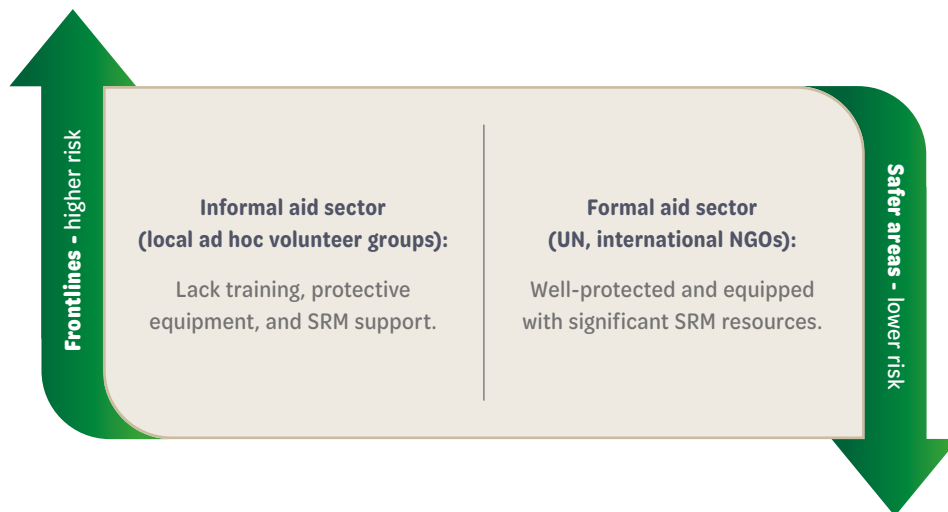 Frontlines - higher risk
Informal aid sector
(local ad hoc volunteer groups):
Lack training, protective
equipment, and SRM support.
Formal aid sector
(UN, international NGOs):
Well-protected and equipped
with significant SRM resources.
Safer areas - lower risk